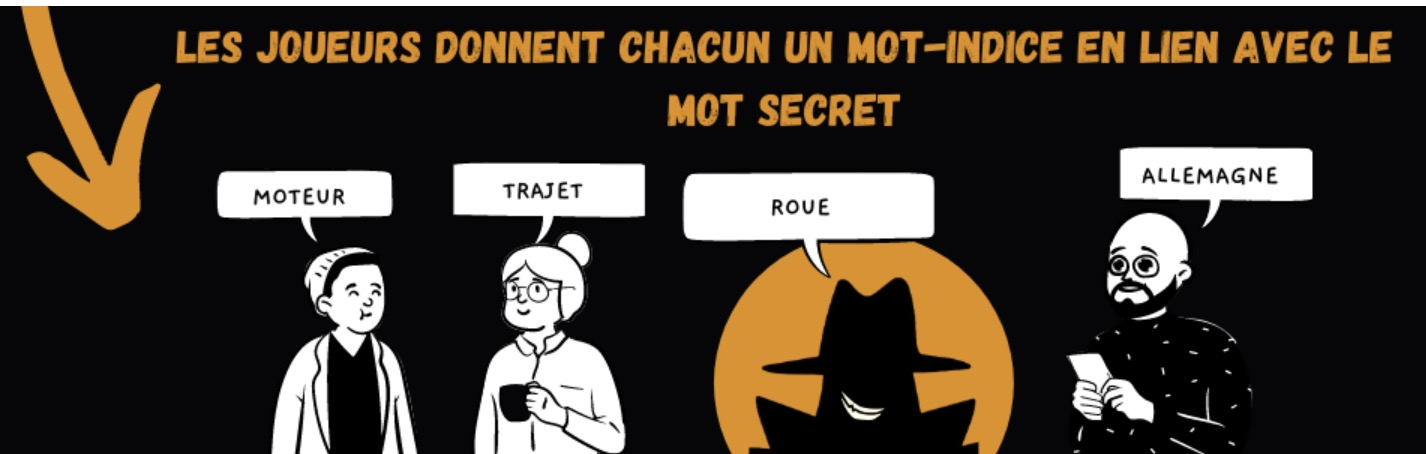 LES JOUEURS DONNENT CHACUN UN MOT-INDICE EN LIEN AVEC LE
MOT SECRET
MOTEUR
TRAJET
ROUE
ALLEMAGNE